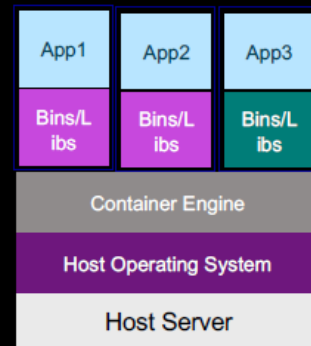 App1 App2 App3
Bins/L Bins/L Bins/L
ibs ibs ibs
Container Engine
Host Operating System
Host Server